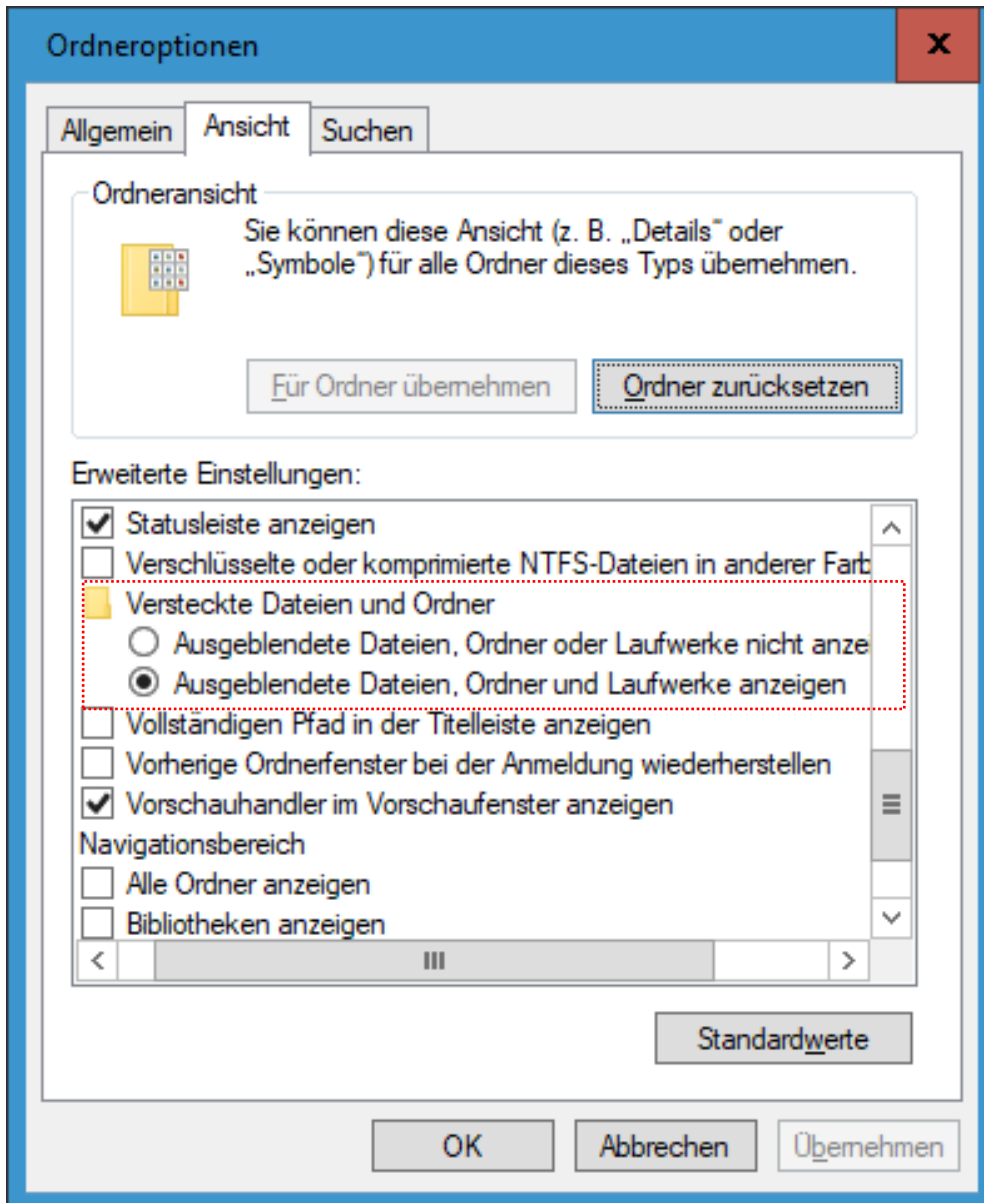 Ordneroptionen
Allgemein
Ansicht
Suchen
Ordneransicht
Sie können diese Ansicht (z. B. „Details“ oder
„Symbole“) für alle Ordner dieses Typs übernehmen.
Für Ordner übernehmen
Ordner zurücksetzen
Erweiterte Einstellungen:
Statusleiste anzeigen
Verschlüsselte oder komprimierte NTFS-Dateien in anderer Farb
Versteckte Dateien und Ordner
Ausgeblendete Dateien, Ordner oder Laufwerke nicht anzei
Ausgeblendete Dateien, Ordner und Laufwerke anzeigen
Vollständigen Pfad in der Titelleiste anzeigen
Vorherige Ordnerfenster bei der Anmeldung wiederherstellen
Vorschauhandler im Vorschaufenster anzeigen
Navigationsbereich
Alle Ordner anzeigen
Bibliotheken anzeigen
Standardwerte
OK
Abbrechen
Übernehmen